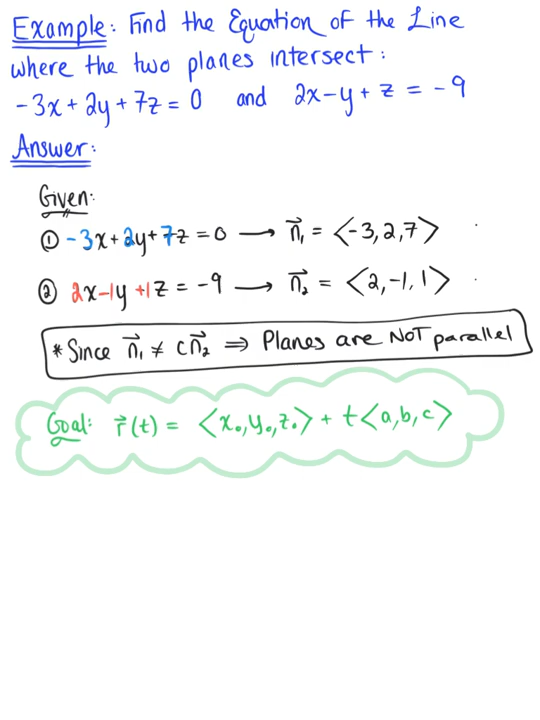 Example: Find the Equation of the Line
where the two planes intersect:
-3x + 2y + 7z = 0 and 2x - y + z = -9
Answer:
Given:
① -3x + 2y + 7z = 0 → n⃗₁ = <-3, 2, 7>
② 2x - 1y + 1z = -9 → n⃗₂ = <2, -1, 1>
* Since n⃗₁ ≠ cn⃗₂ ⇒ Planes are NOT parallel
Goal: r⃗(t) = <x₀, y₀, z₀> + t<a, b, c>